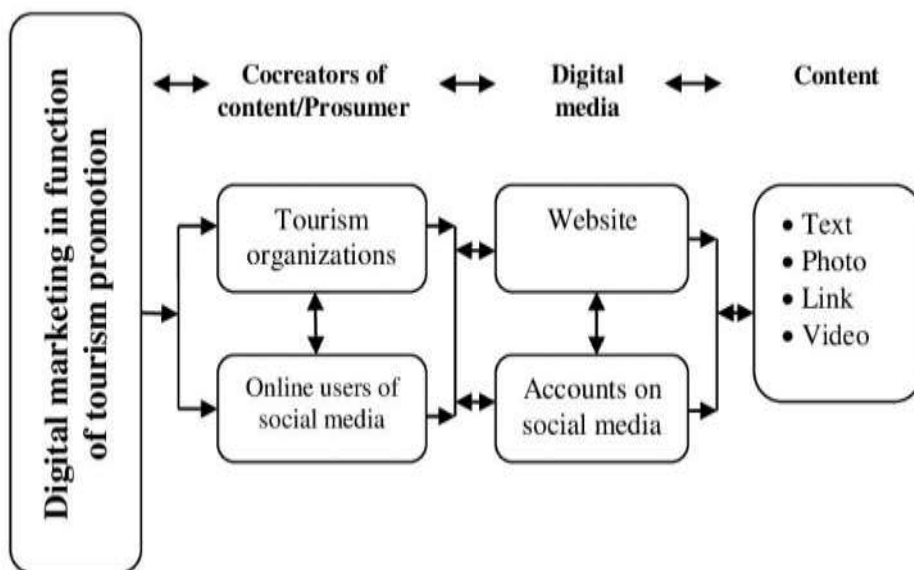 Digital marketing in function
of tourism promotion
Cocreators of
content/Prosumer
Digital
media
Content
Tourism
organizations
Online users of
social media
Website
Accounts on
social media
• Text
• Photo
• Link
• Video